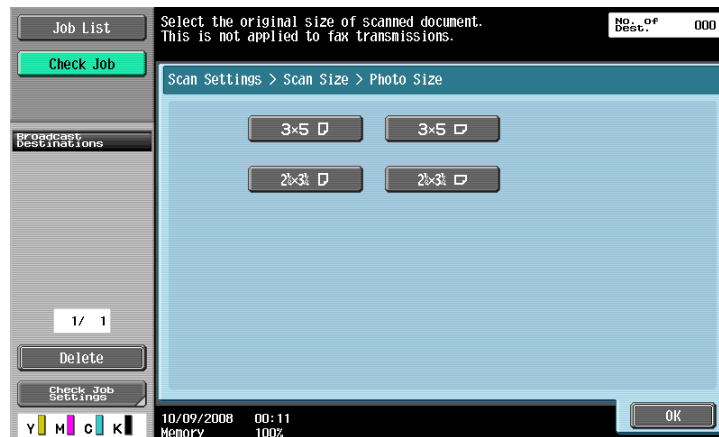 Job List
Check Job
Broadcast
Destinations
1/ 1
Delete
Check Job
Settings
Y M C K
Select the original size of scanned document.
This is not applied to fax transmissions.
No. of
Dest. 000
Scan Settings > Scan Size > Photo Size
3×5 3×5
10/09/2008 00:11
Memory 100%
OK